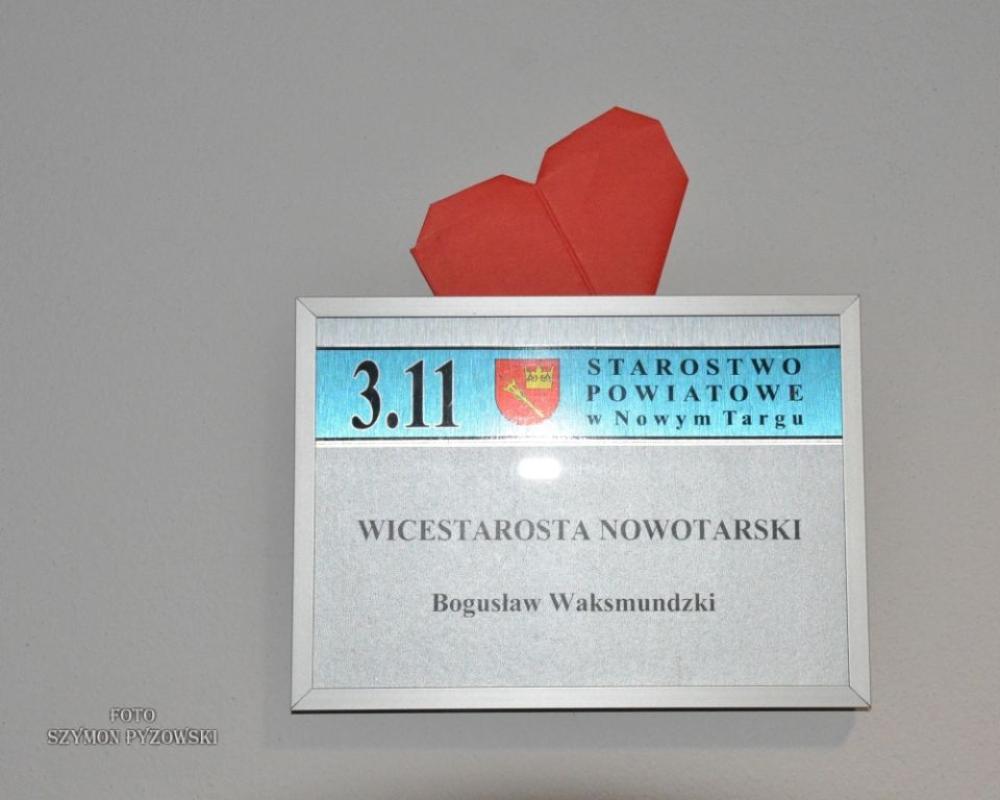 3.11
STAROSTWO
POWIATOWE
w Nowym Targu
WICESTAROSTA NOWOTARSKI
Bogusław Waksmundzki
FOTO
SZYMON PYZOWSKI